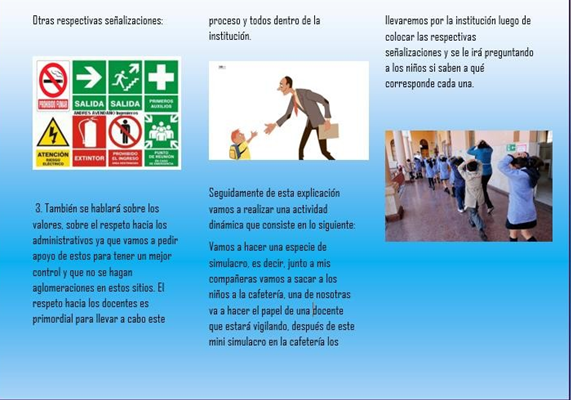 Otras respectivas señalizaciones:
PROHIBIDO FUMAR
SALIDA
SALIDA
PRIMEROS
AUXILIOS
ATENCIÓN
RIESGO
ELÉCTRICO
EXTINTOR
PROHIBIDO
EL INGRESO
PUNTO
DE REUNIÓN
3. También se hablará sobre los
valores, sobre el respeto hacia los
administrativos ya que vamos a pedir
apoyo de estos para tener un mejor
control y que no se hagan
aglomeraciones en estos sitios. El
respeto hacia los docentes es
primordial para llevar a cabo este
proceso y todos dentro de la
institución.
Seguidamente de esta explicación
vamos a realizar una actividad
dinámica que consiste en lo siguiente:
Vamos a hacer una especie de
simulacro, es decir, junto a mis
compañeras vamos a sacar a los
niños a la cafetería, una de nosotras
va a hacer el papel de una docente
que estará vigilando, después de este
mini simulacro en la cafetería los
llevaremos por la institución luego de
colocar las respectivas
señalizaciones y se le irá preguntando
a los niños si saben a qué
corresponde cada una.